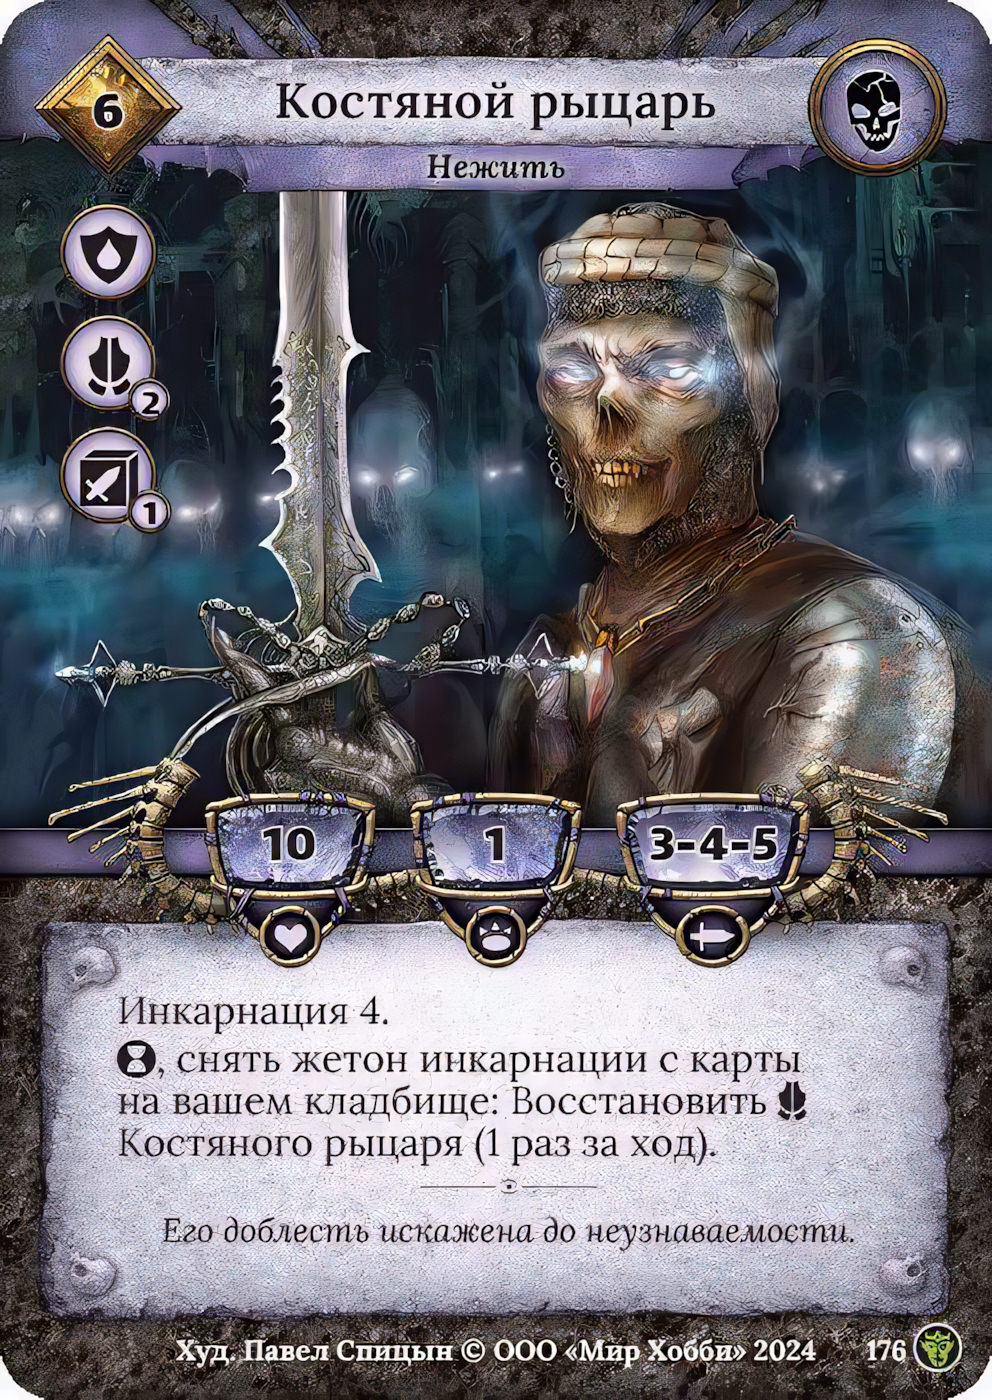 6
Костяной рыцарь
Нежить
2
1
10
1
3-4-5
Инкарнация 4.
, снять жетон инкарнации с карты
на вашем кладбище: Восстановить
Костяного рыцаря (1 раз за ход).
Его доблесть искажена до неузнаваемости.
Худ. Павел Спицын © ООО «Мир Хобби» 2024
176